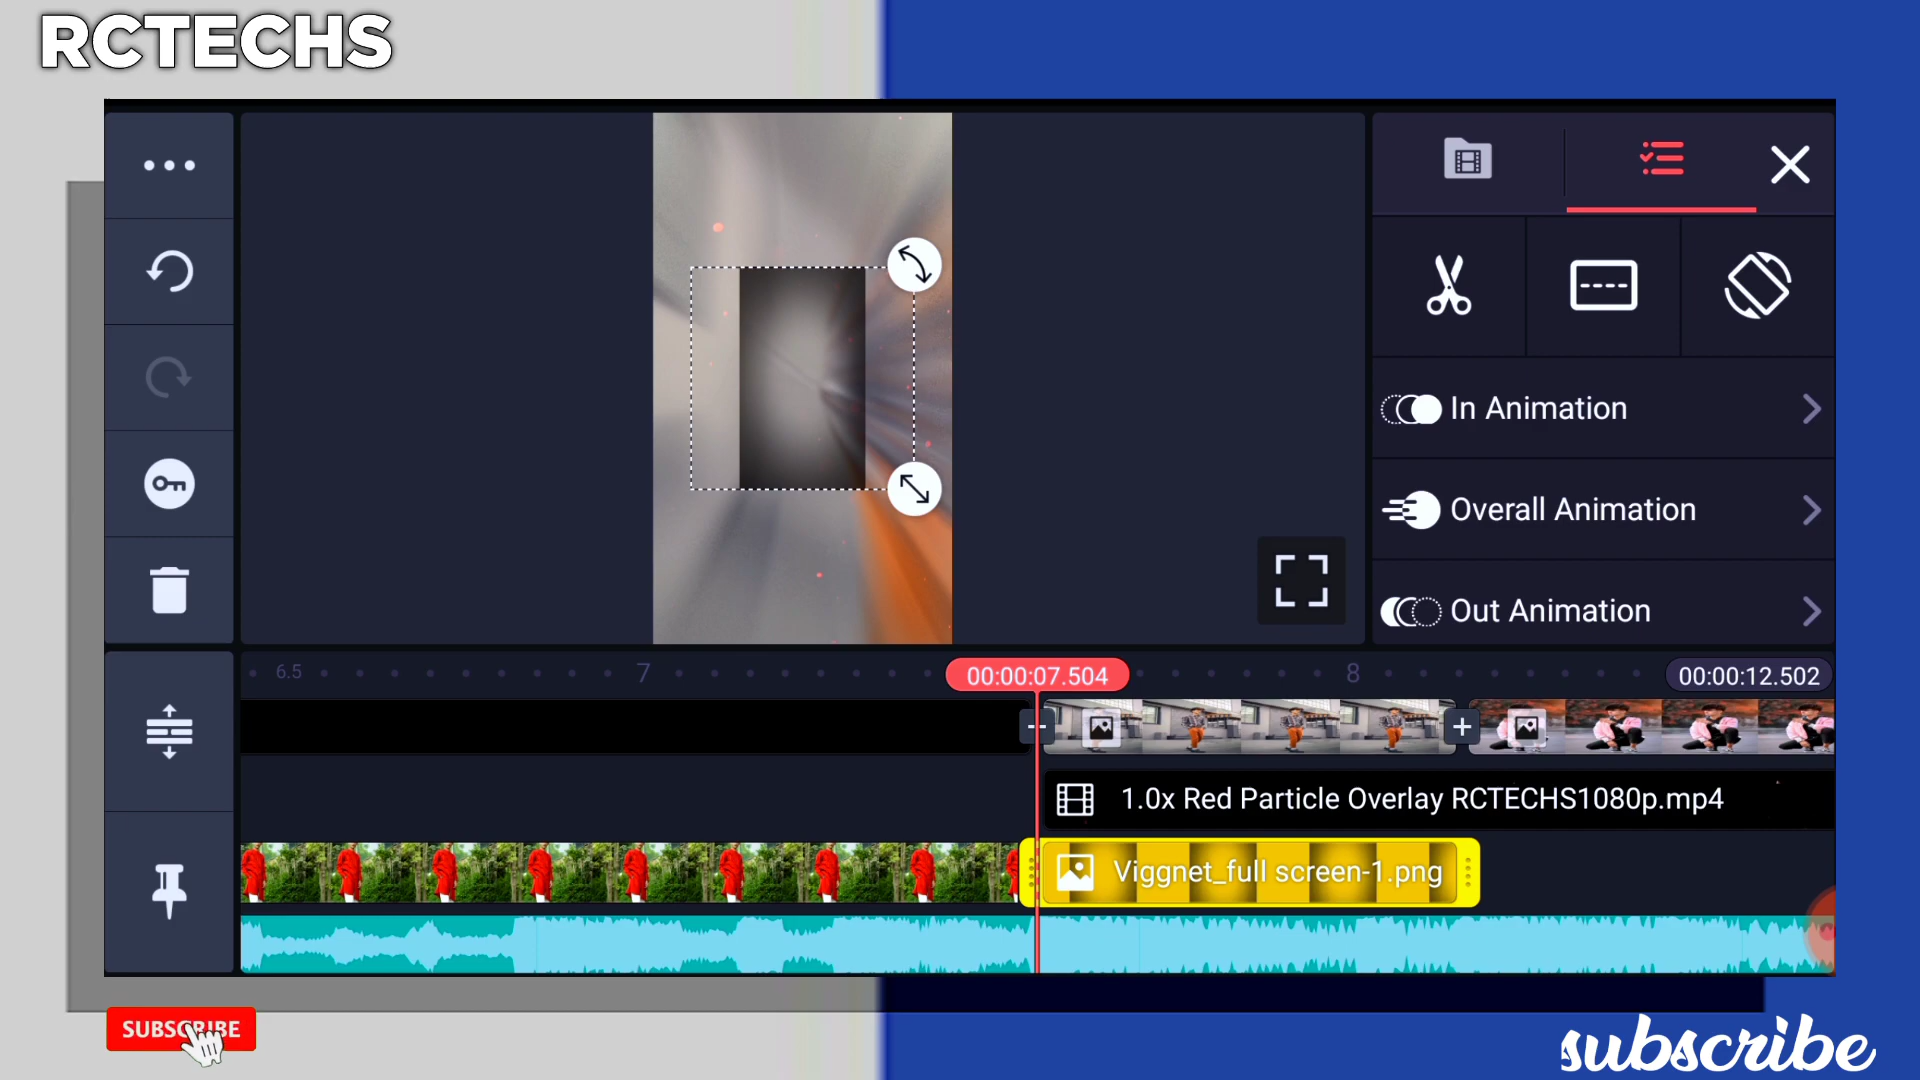 RCTECHS
In Animation
Overall Animation
Out Animation
6.5
7
00:00:07.504
8
00:00:12.502
1.0x Red Particle Overlay RCTECHS1080p.mp4
Viggnet_full screen-1.png
SUBSCRIBE
subscribe